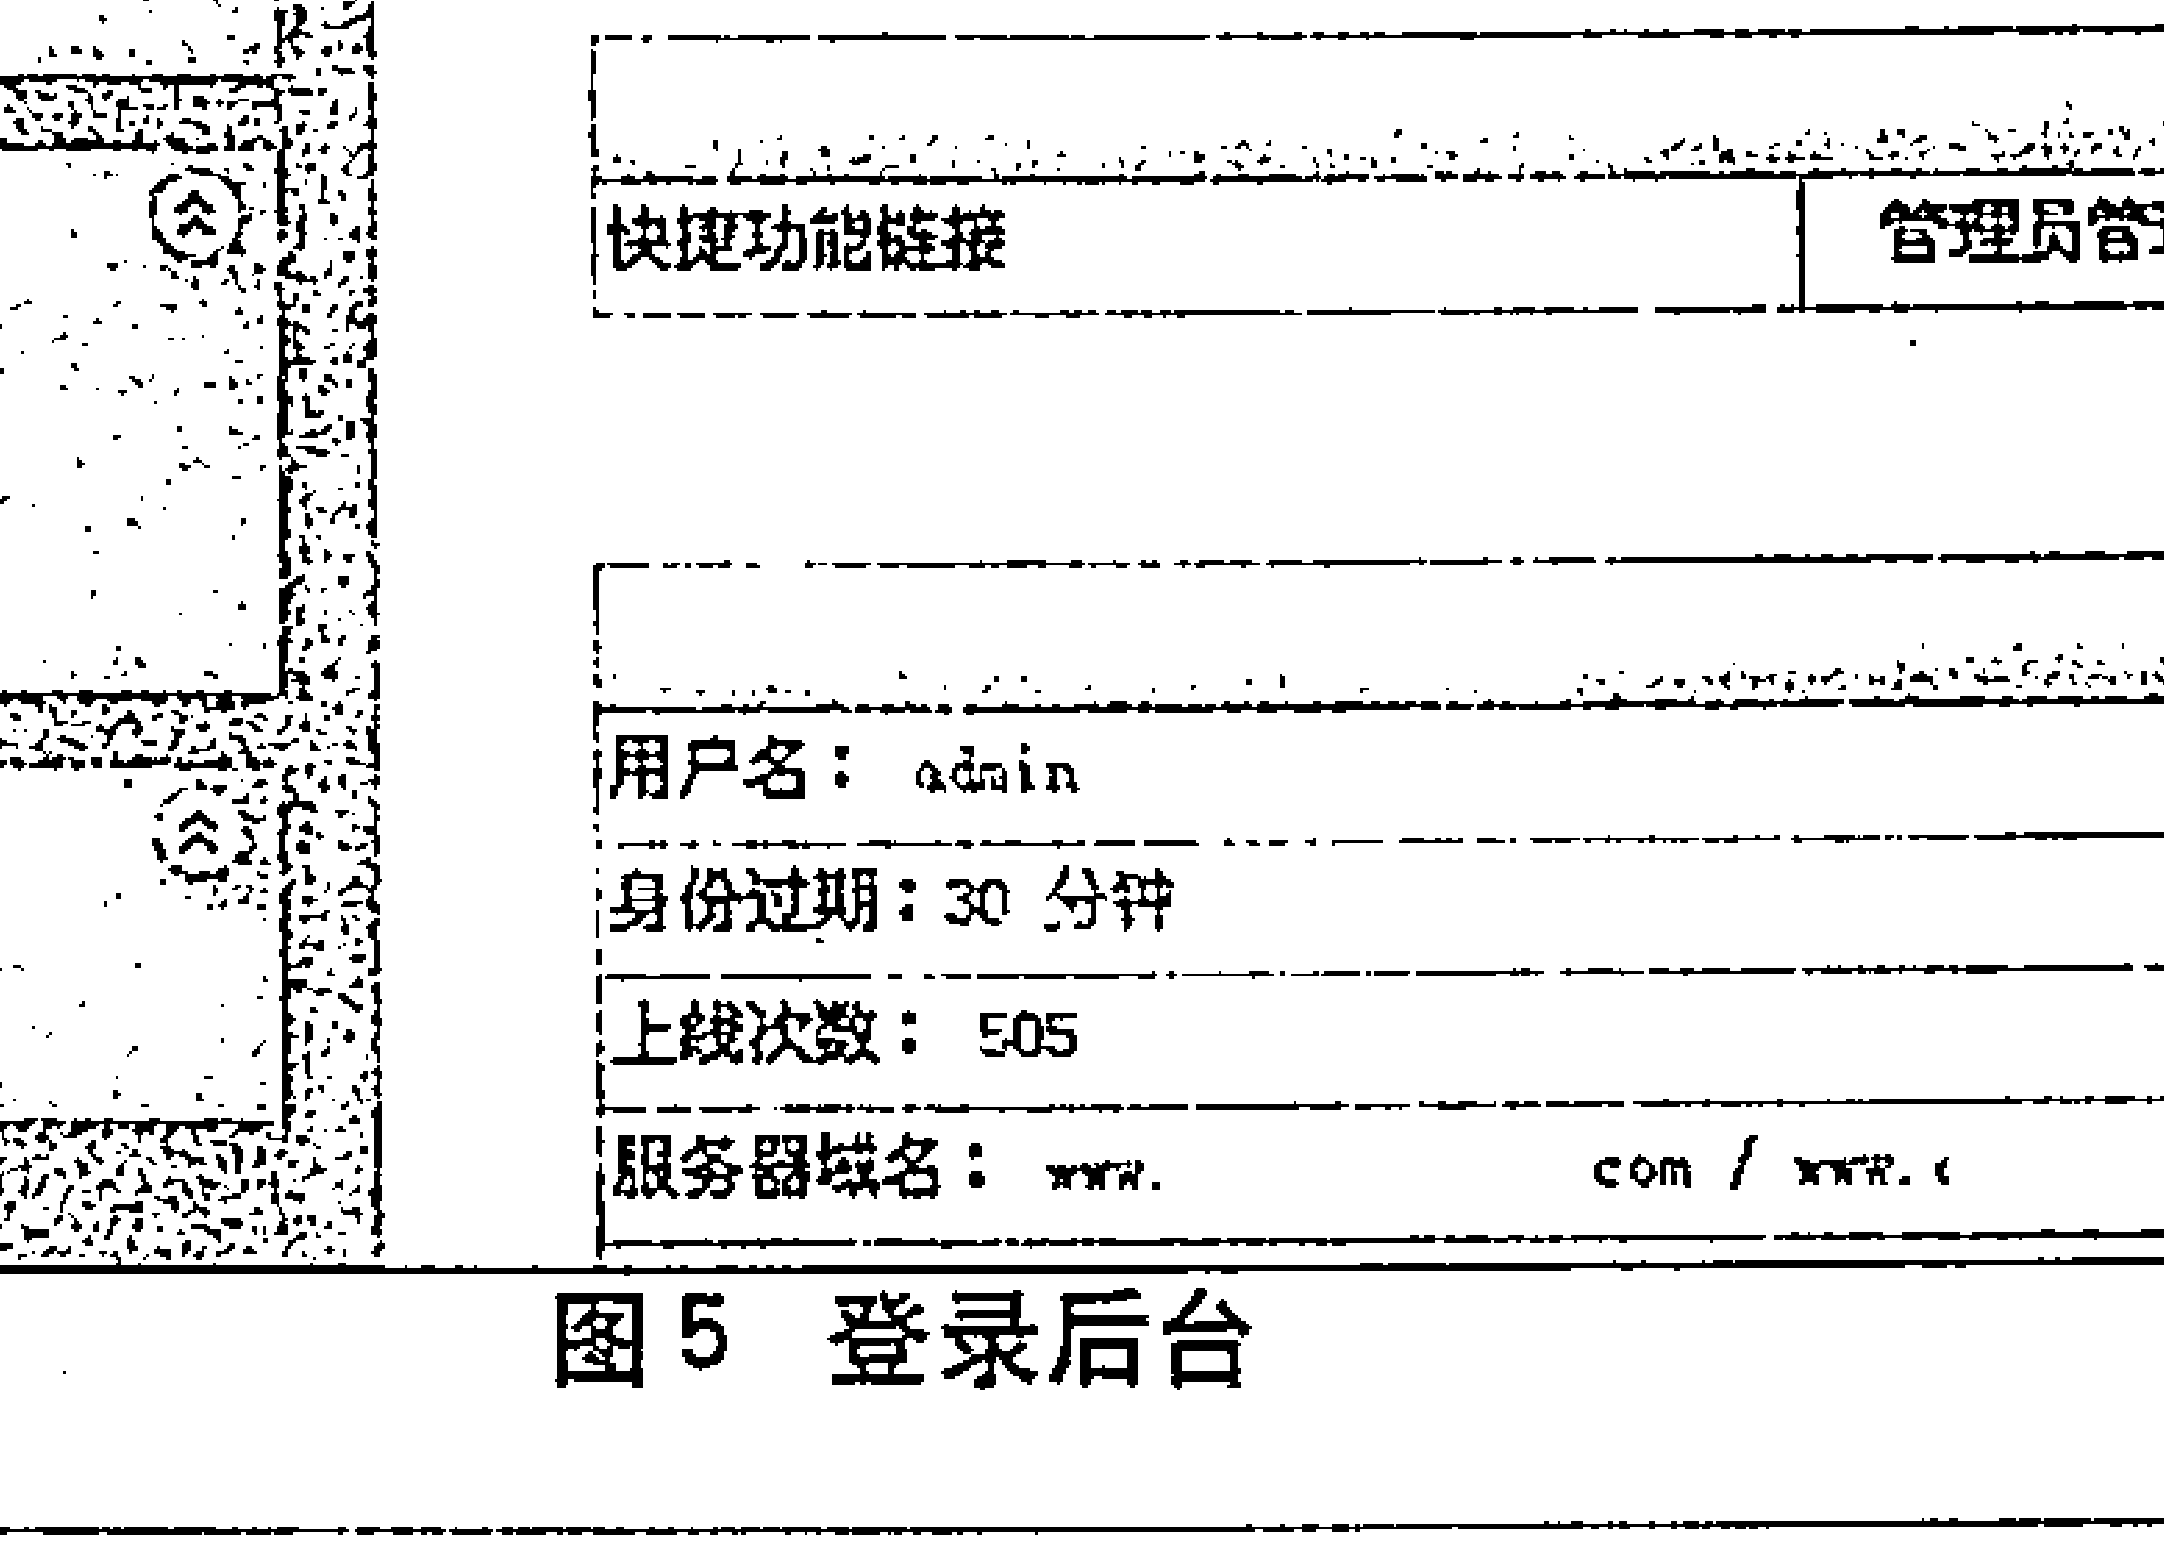 快捷功能链接 管理员管
用户名： admin
身份过期：30 分钟
上线次数： 505
服务器域名： www. com / www.
图5 登录后台